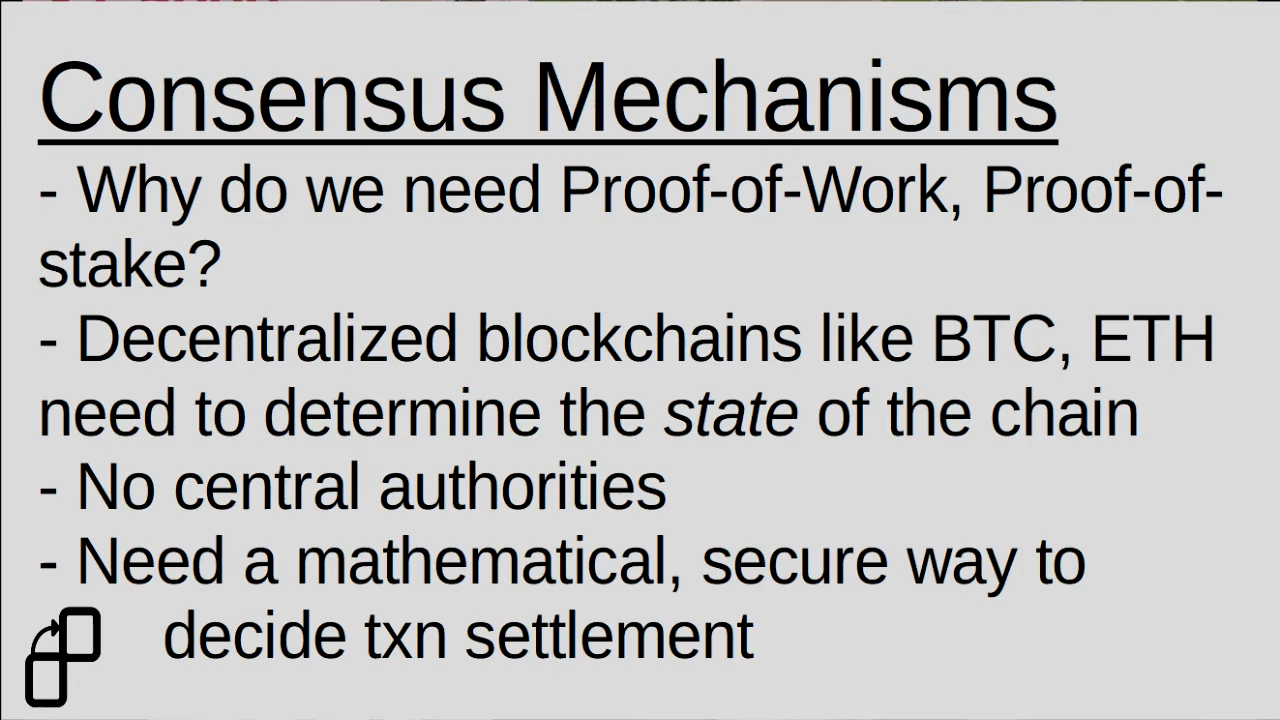 Consensus Mechanisms
- Why do we need Proof-of-Work, Proof-of-
stake?
- Decentralized blockchains like BTC, ETH
need to determine the state of the chain
- No central authorities
- Need a mathematical, secure way to
decide txn settlement